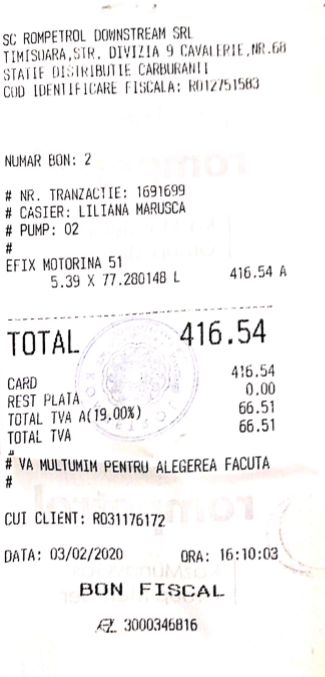 SC ROMPETROL DOWNSTREAM SRL
TIMISOARA,STR. DIVIZIA 9 CAVALERIE,NR.68
STATIE DISTRIBUTIE CARBURANTI
COD IDENTIFICARE FISCALA: RO12751583
NUMAR BON: 2
# NR. TRANZACTIE: 1691699
# CASIER: LILIANA MARUSCA
# PUMP: 02
#
EFIX MOTORINA 51
5.39 X 77.280148 L 416.54 A
TOTAL 416.54
CARD 416.54
REST PLATA 0.00
TOTAL TVA A(19.00%) 66.51
TOTAL TVA 66.51
#
# VA MULTUMIM PENTRU ALEGEREA FACUTA
#
CUI CLIENT: RO31176172
DATA: 03/02/2020 ORA: 16:10:03
BON FISCAL
3000346816